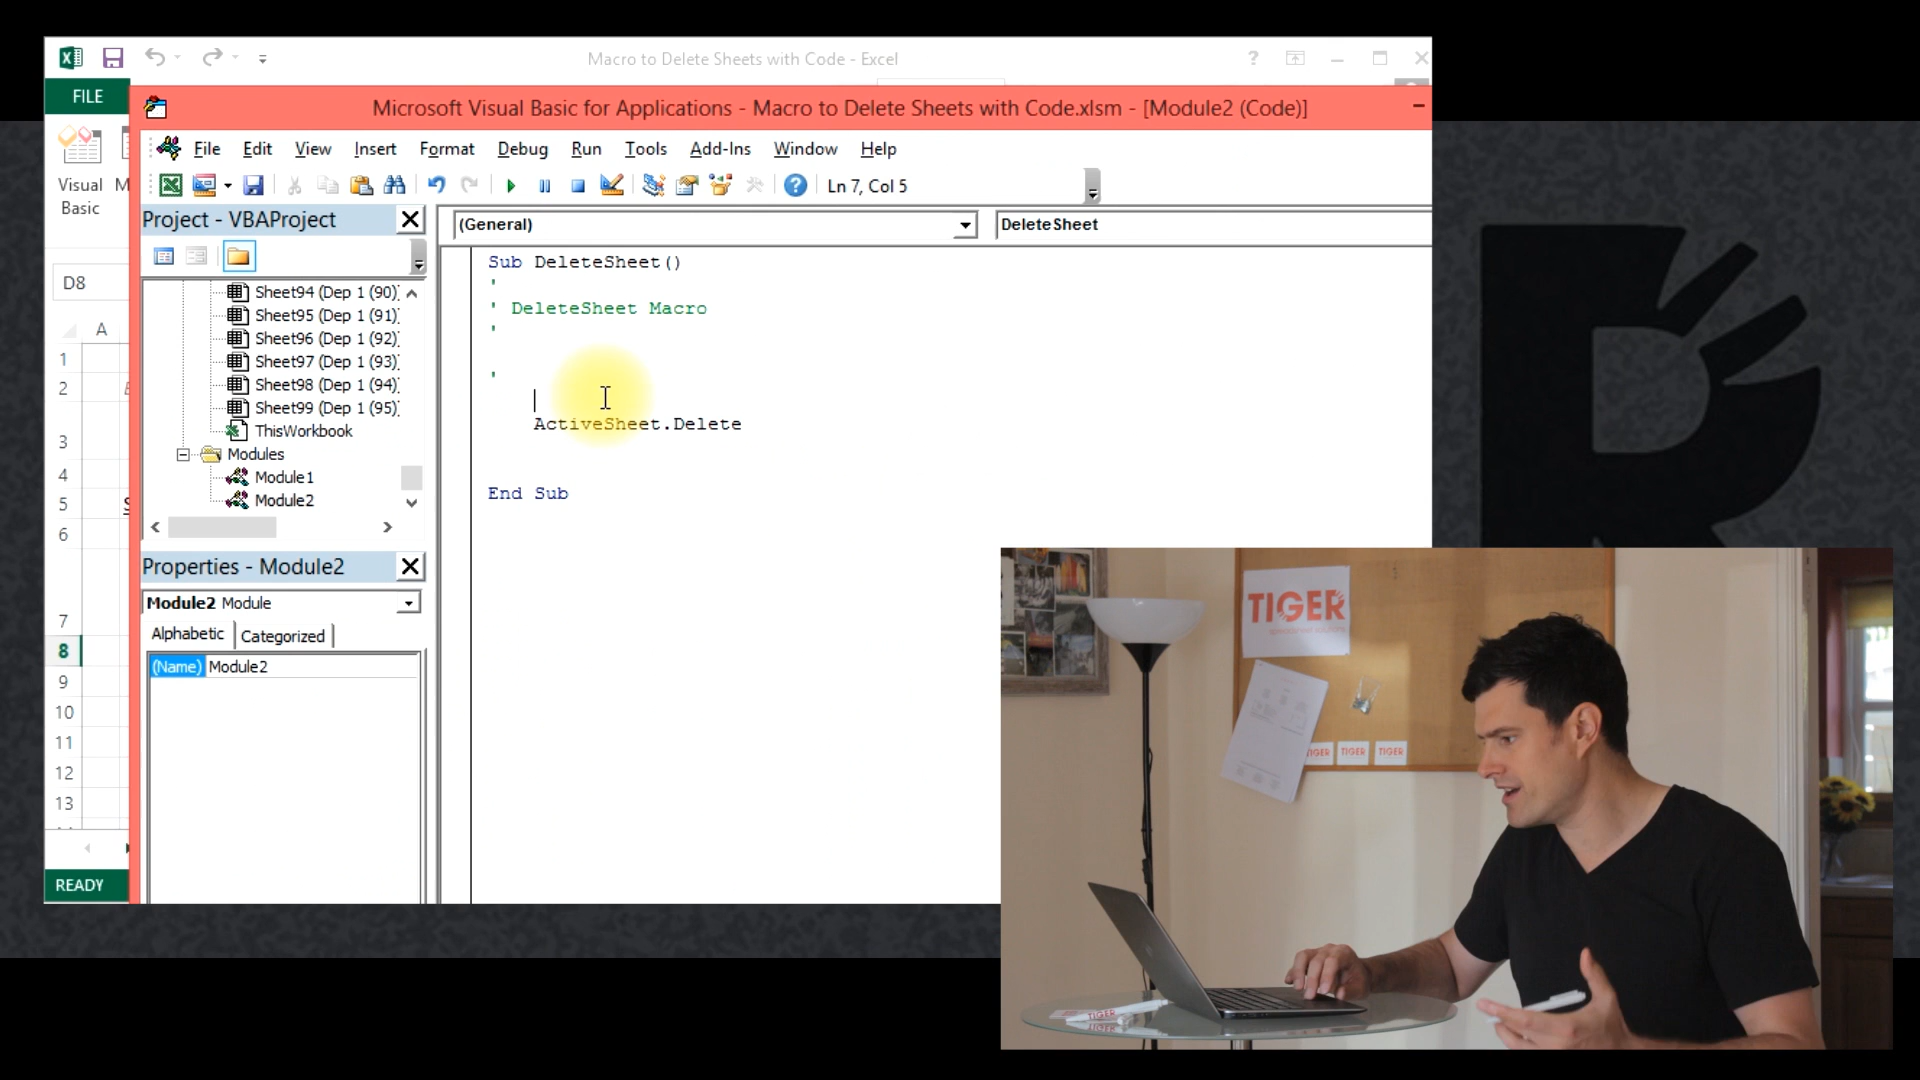 Macro to Delete Sheets with Code - Excel
?
FILE
Microsoft Visual Basic for Applications - Macro to Delete Sheets with Code.xlsm - [Module2 (Code)]
File Edit View Insert Format Debug Run Tools Add-Ins Window Help
Visual
Basic
M
Ln 7, Col 5
Project - VBAProject
(General)
DeleteSheet
D8
A
Sheet94 (Dep 1 (90)
Sheet95 (Dep 1 (91)
Sheet96 (Dep 1 (92)
Sheet97 (Dep 1 (93)
Sheet98 (Dep 1 (94)
Sheet99 (Dep 1 (95)
ThisWorkbook
Modules
Module1
Module2
Sub DeleteSheet()
'
' DeleteSheet Macro
'
'
ActiveSheet.Delete
End Sub
1
2
3
4
5
6
7
8
9
10
11
12
13
Properties - Module2
Module2 Module
Alphabetic
Categorized
(Name) Module2
READY
TIGER
spreadsheet solutions
TIGER
TIGER
TIGER
TIGER